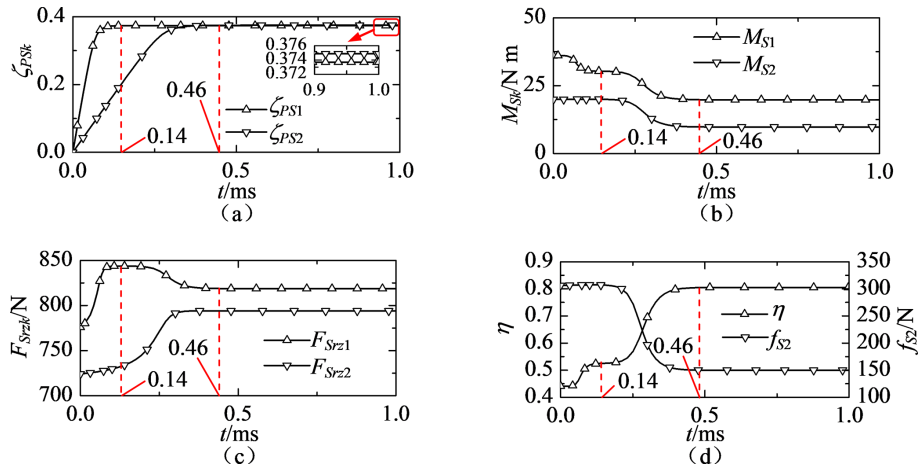 (a)
ζPSk
0.8
0.4
0.0
0.376
0.374
0.372
0.9 1.0
0.46
0.14
ζPS1
ζPS2
0.0 0.5 1.0
t/ms
(a)
(b)
MSk/N m
50
25
0
MS1
MS2
0.14
0.46
0.0 0.5 1.0
t/ms
(b)
FSrzk/N
850
800
750
700
FSrz1
FSrz2
0.46
0.14
0.0 0.5 1.0
t/ms
(c)
η
0.9
0.8
0.7
0.6
0.5
0.4
350
300
250
200
150
100
fS2/N
η
fS2
0.46
0.14
0.0 0.5 1.0
t/ms
(d)